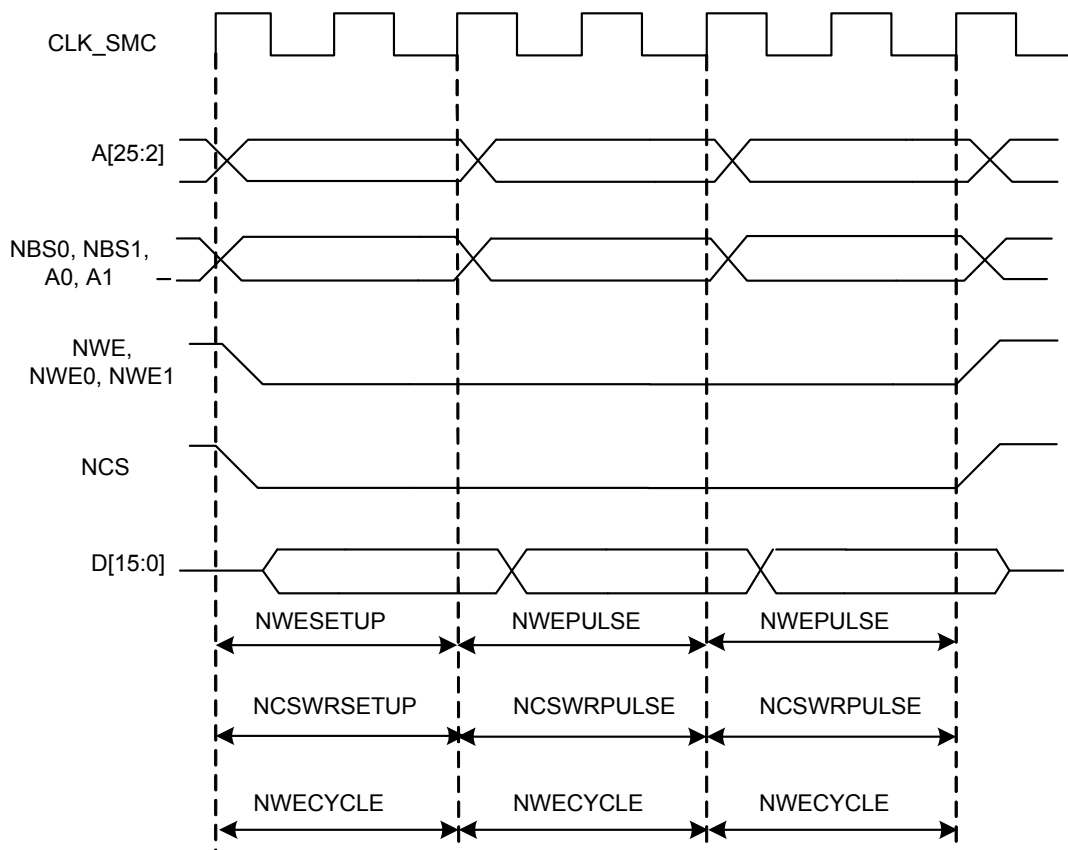 CLK_SMC
A[25:2]
NBS0, NBS1,
A0, A1
NWE,
NWE0, NWE1
NCS
D[15:0]
NWESETUP NWEPULSE NWEPULSE
NCSWRSETUP NCSWRPULSE NCSWRPULSE
NWECYCLE NWECYCLE NWECYCLE